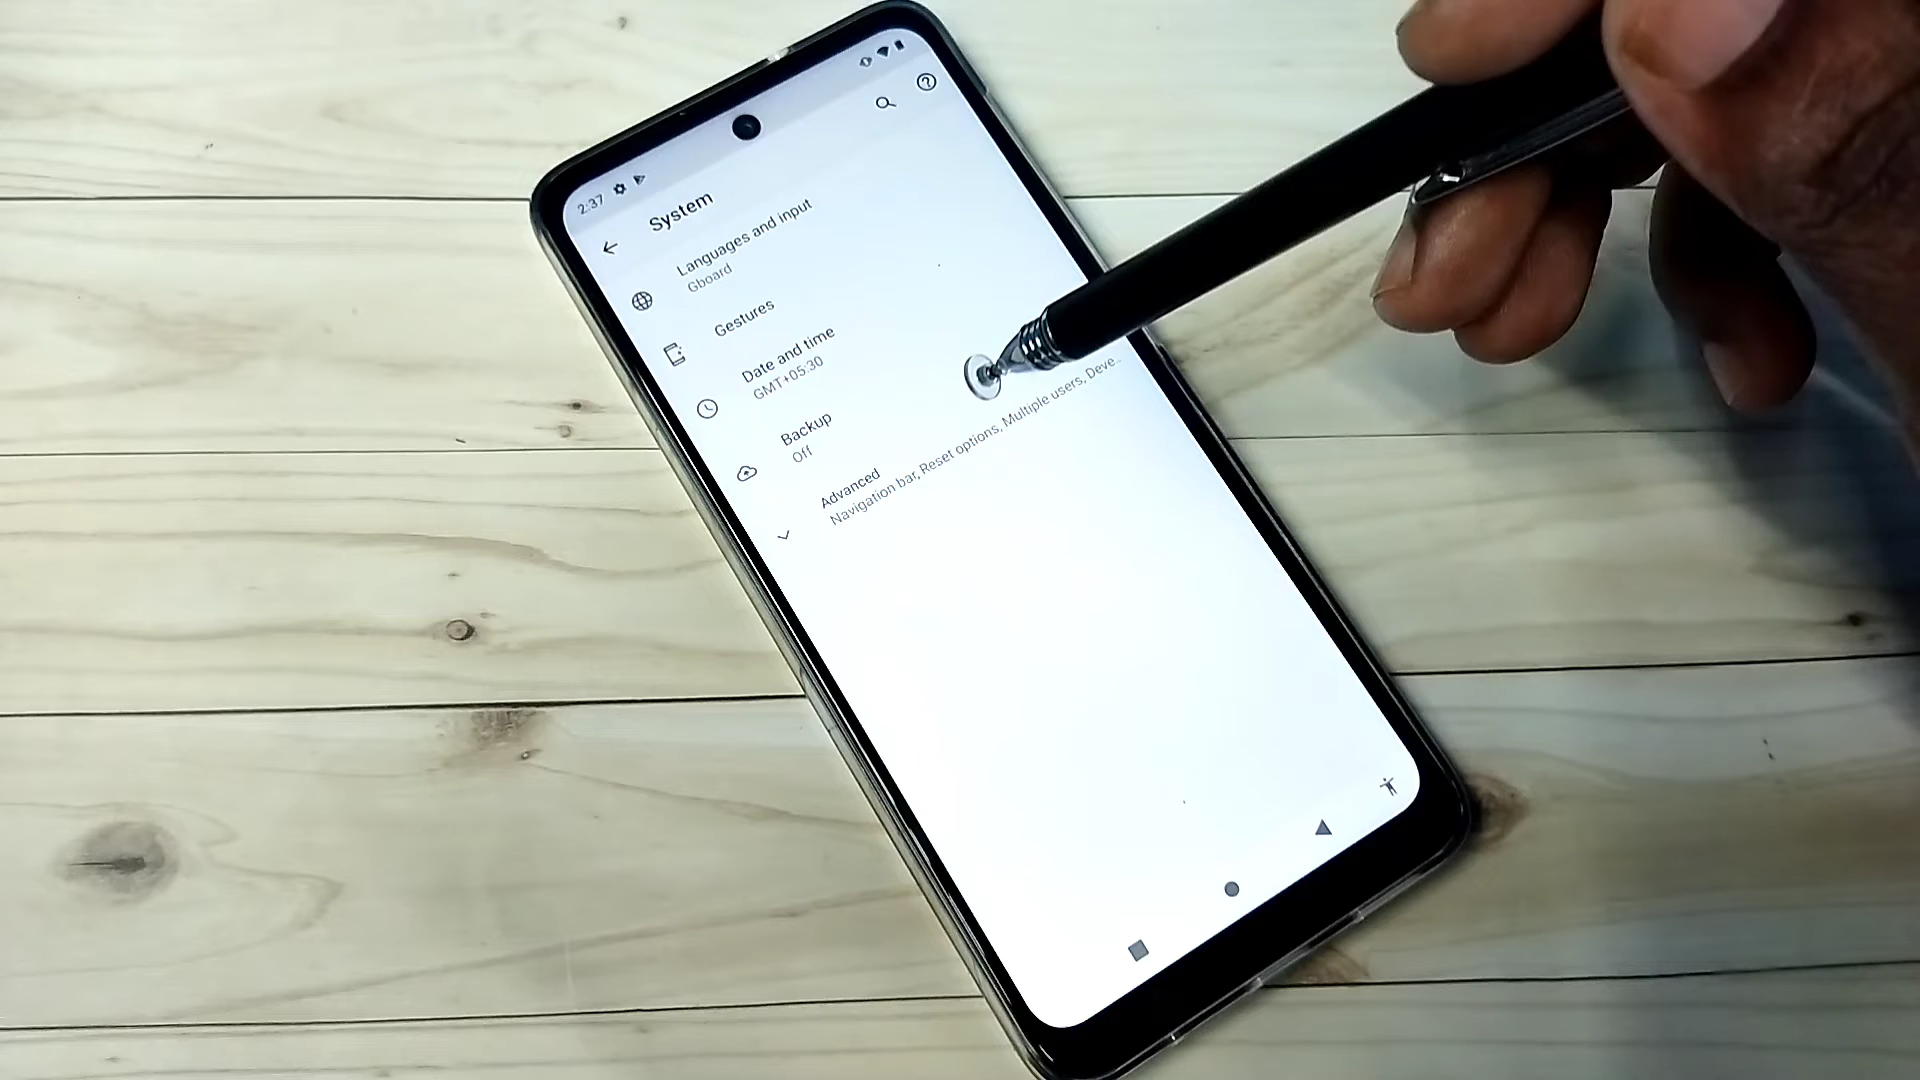 2:37
System
Languages and input
Gboard
Gestures
Date and time
GMT+05:30
Backup
Off
Advanced
Navigation bar, Reset options, Multiple users, Deve..